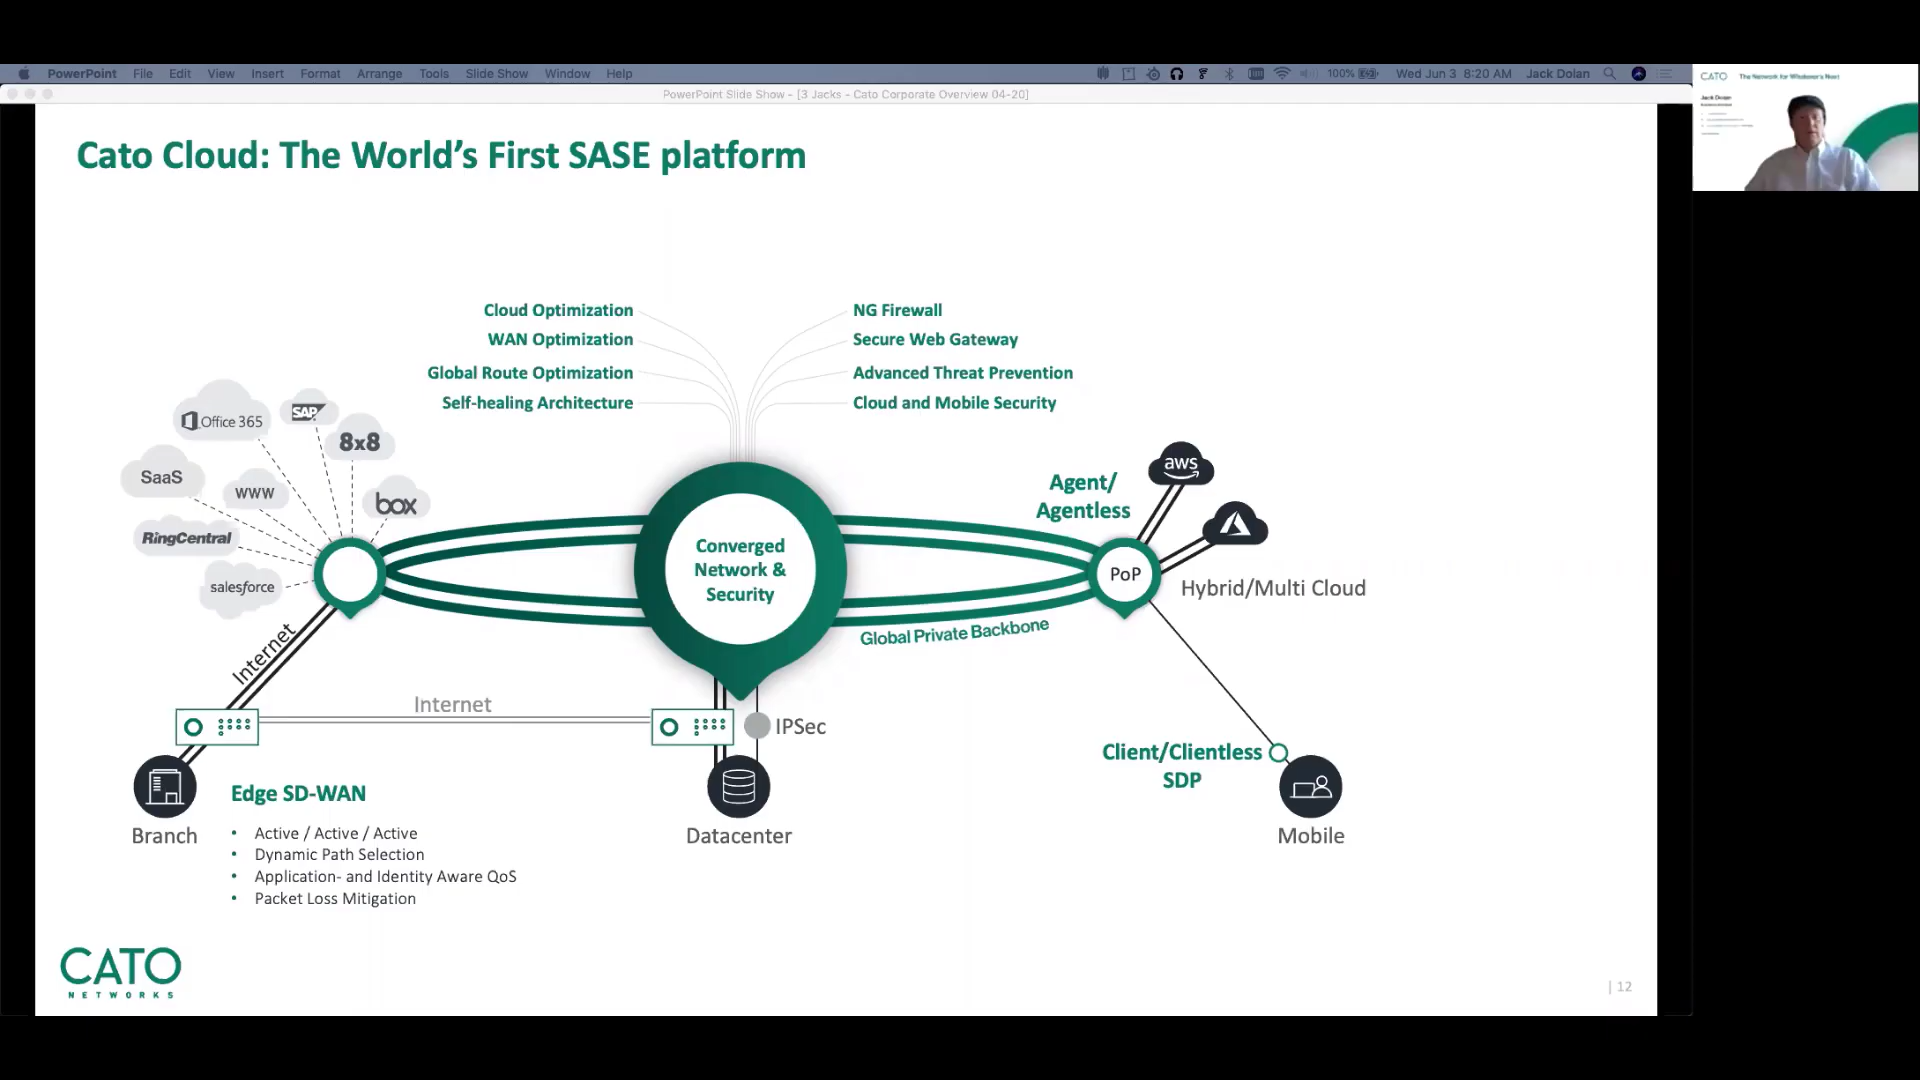 PowerPoint File Edit View Insert Format Arrange Tools Slide Show Window Help
100% Wed Jun 3 8:20 AM Jack Dolan
PowerPoint Slide Show - [3 Jacks - Cato Corporate Overview 04-20]
CATO The Network for Whatever's Next
Jack Dolan
Cato Cloud: The World's First SASE platform
Cloud Optimization
WAN Optimization
Global Route Optimization
Self-healing Architecture
NG Firewall
Secure Web Gateway
Advanced Threat Prevention
Cloud and Mobile Security
Office 365
SAP
8x8
SaaS
WWW
box
RingCentral
salesforce
Internet
Converged
Network &
Security
Global Private Backbone
Agent/
Agentless
aws
PoP
Hybrid/Multi Cloud
Internet
IPSec
Client/Clientless
SDP
Branch
Datacenter
Mobile
Edge SD-WAN
• Active / Active / Active
• Dynamic Path Selection
• Application- and Identity Aware QoS
• Packet Loss Mitigation
CATO
NETWORKS
| 12